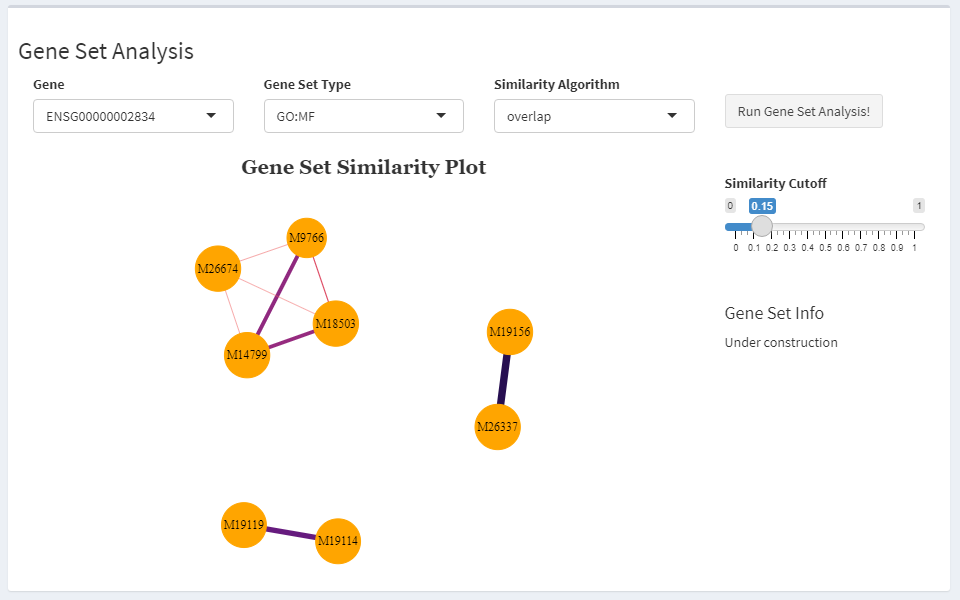 Gene Set Analysis
Gene
Gene Set Type
Similarity Algorithm
ENSG00000002834
GO:MF
overlap
Run Gene Set Analysis!
Gene Set Similarity Plot
Similarity Cutoff
0
0.15
1
0 0.1 0.2 0.3 0.4 0.5 0.6 0.7 0.8 0.9 1
M9766
M26674
M18503
M14799
M19156
M26337
M19119
M19114
Gene Set Info
Under construction